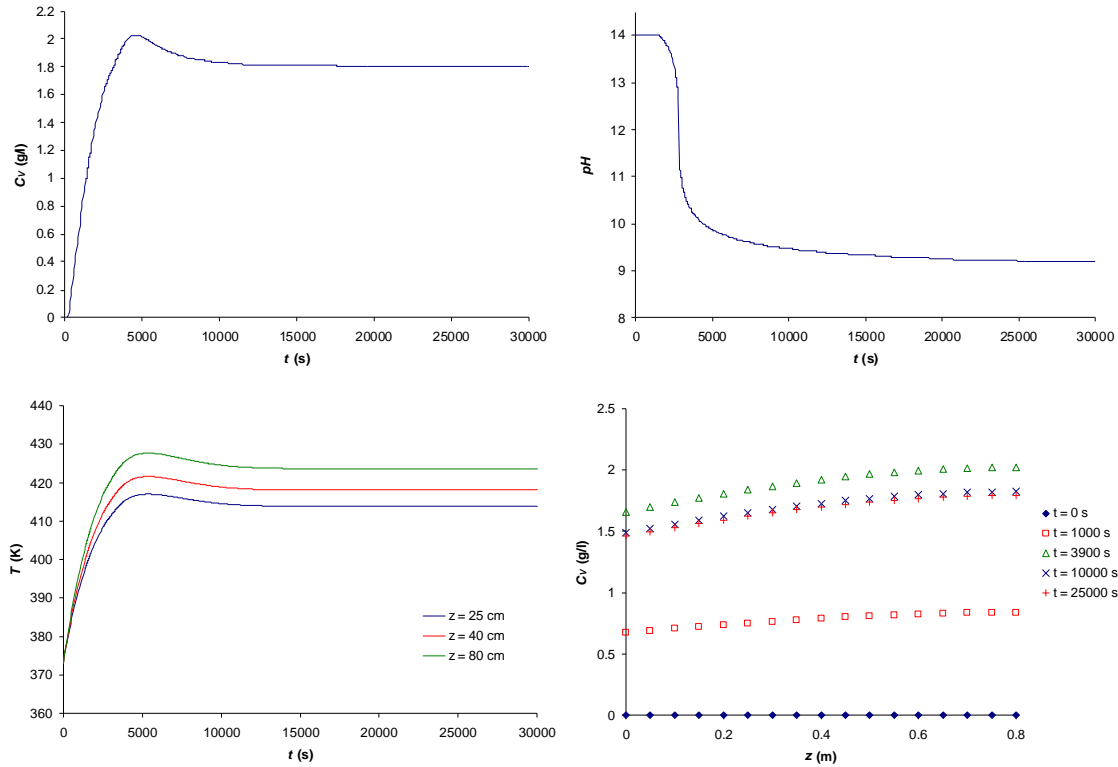 2.2
2
1.8
1.6
1.4
1.2
1
0.8
0.6
0.4
0.2
0
Cv (g/l)
0 5000 10000 15000 20000 25000 30000
t (s)
14
13
12
11
10
9
8
pH
0 5000 10000 15000 20000 25000 30000
t (s)
440
430
420
410
400
390
380
370
360
T (K)
z = 25 cm
z = 40 cm
z = 80 cm
0 5000 10000 15000 20000 25000 30000
t (s)
2.5
2
1.5
1
0.5
0
Cv (g/l)
t = 0 s
t = 1000 s
t = 3900 s
t = 10000 s
t = 25000 s
0 0.2 0.4 0.6 0.8
z (m)